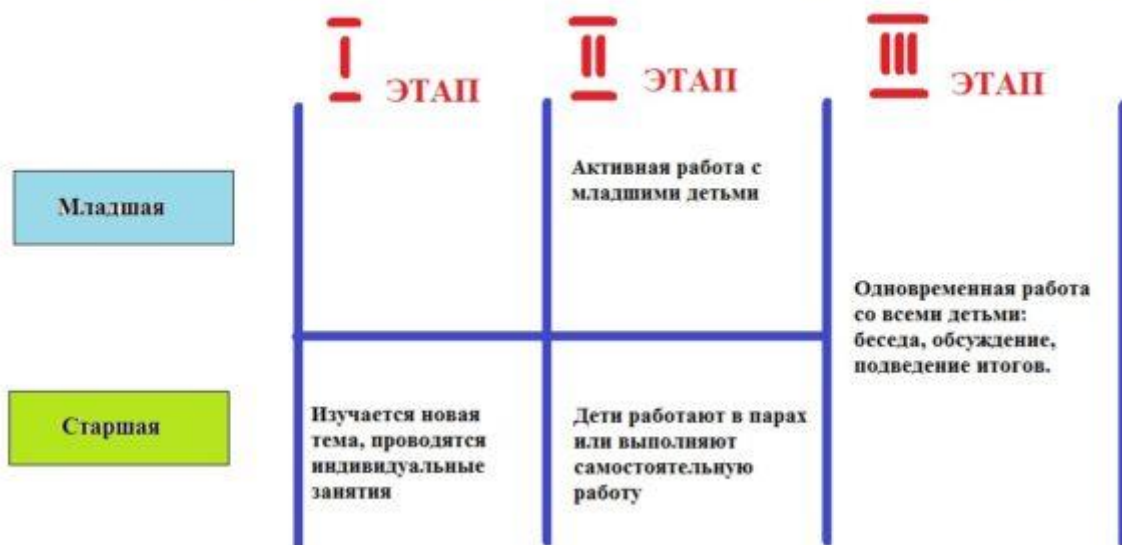 I ЭТАП
II ЭТАП
III ЭТАП
Младшая
Активная работа с
младшими детьми
Одновременная работа
со всеми детьми:
беседа, обсуждение,
подведение итогов.
Старшая
Изучается новая
тема, проводятся
индивидуальные
занятия
Дети работают в парах
или выполняют
самостоятельную
работу